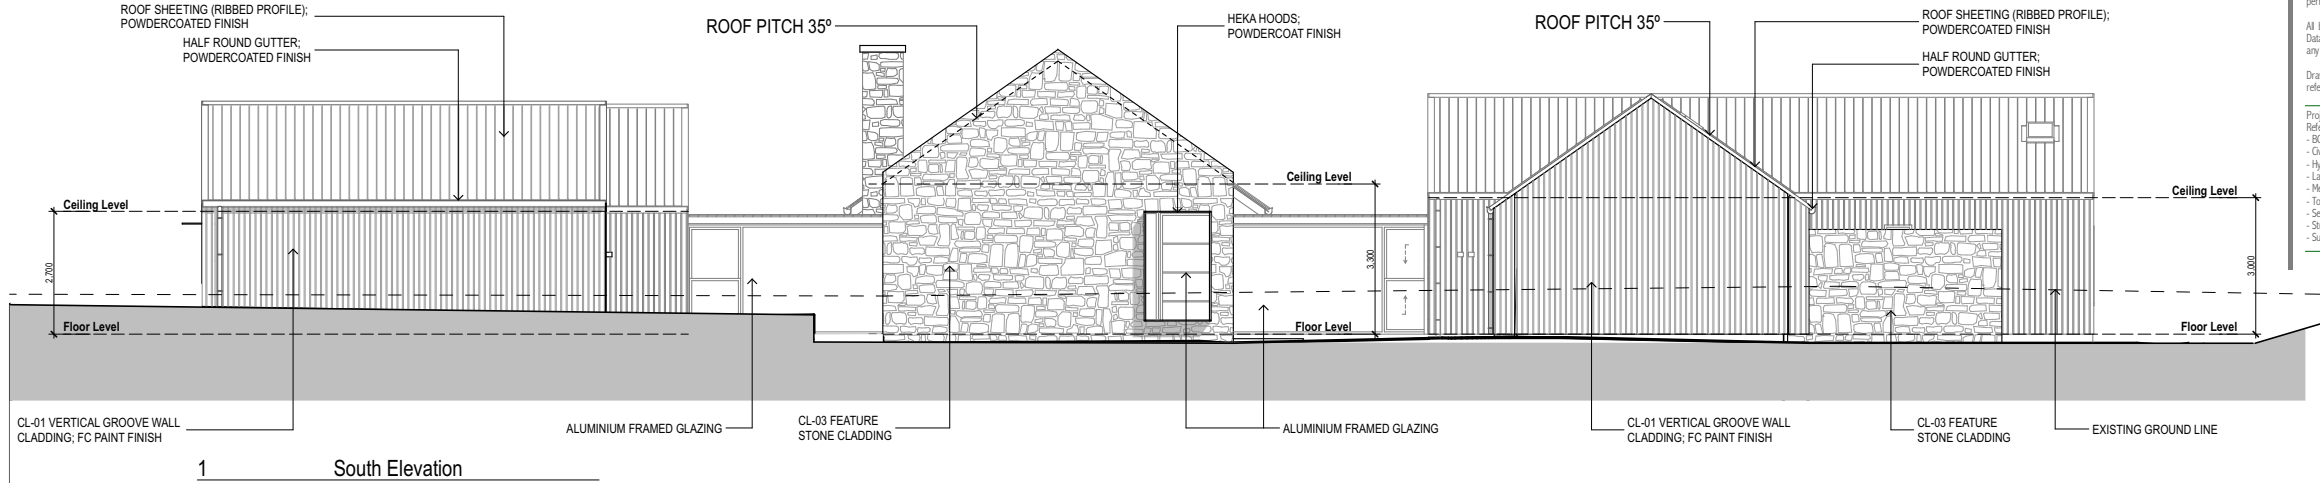 ROOF SHEETING (RIBBED PROFILE);
POWDERCOATED FINISH
HALF ROUND GUTTER;
POWDERCOATED FINISH
ROOF PITCH 35º
HEKA HOODS;
POWDERCOAT FINISH
ROOF PITCH 35º
ROOF SHEETING (RIBBED PROFILE);
POWDERCOATED FINISH
HALF ROUND GUTTER;
POWDERCOATED FINISH
Ceiling Level
2.700
Floor Level
Ceiling Level
3.300
Floor Level
Ceiling Level
3.000
Floor Level
CL-01 VERTICAL GROOVE WALL
CLADDING; FC PAINT FINISH
ALUMINIUM FRAMED GLAZING
CL-03 FEATURE
STONE CLADDING
ALUMINIUM FRAMED GLAZING
CL-01 VERTICAL GROOVE WALL
CLADDING; FC PAINT FINISH
CL-03 FEATURE
STONE CLADDING
EXISTING GROUND LINE
1 South Elevation